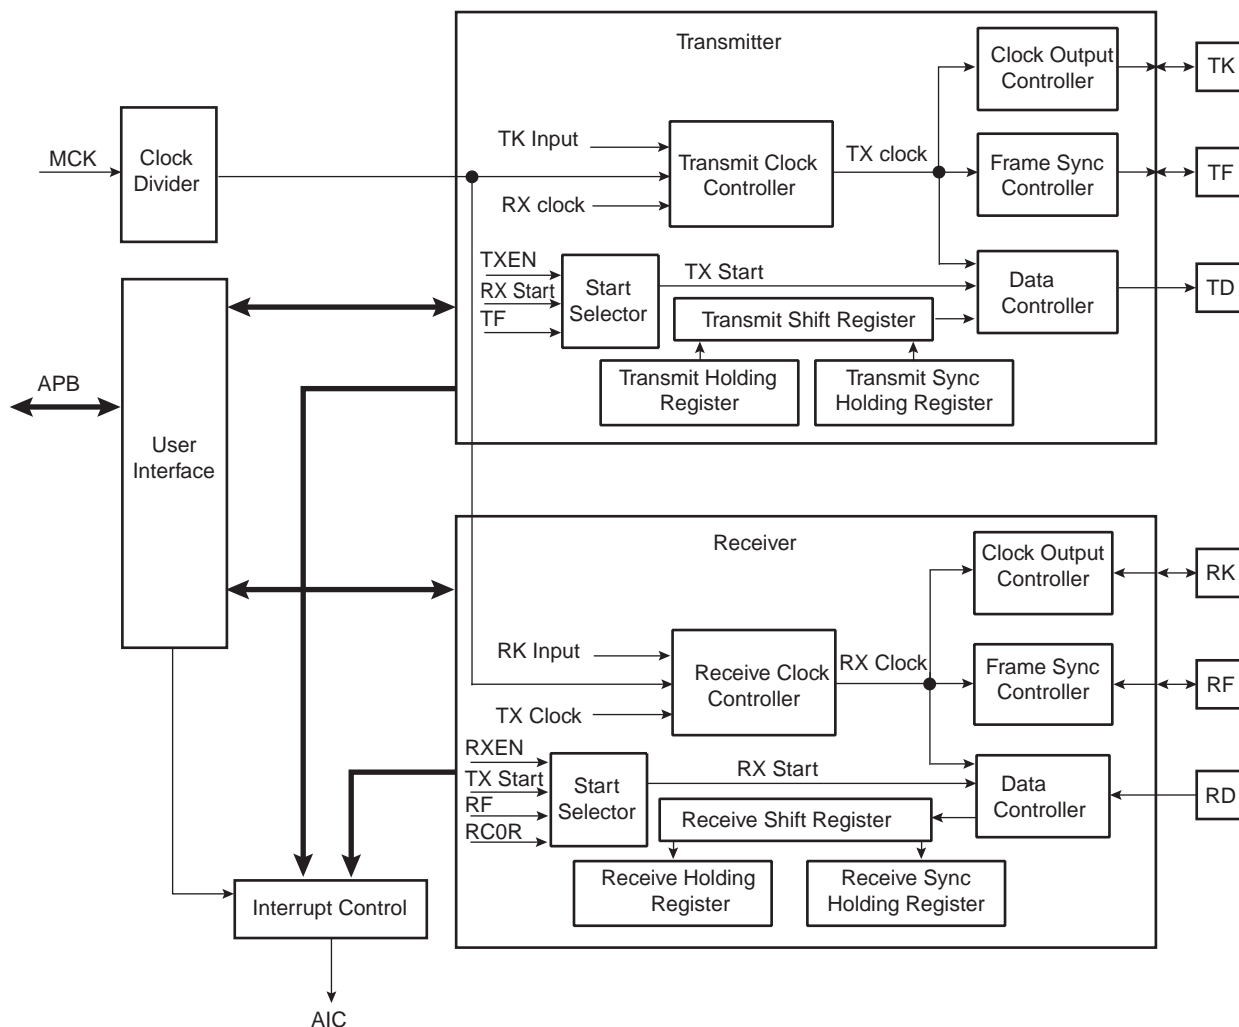 Transmitter
Clock Output
Controller
TK
MCK
Clock
Divider
TK Input
RX clock
Transmit Clock
Controller
TX clock
Frame Sync
Controller
TF
TXEN
RX Start
TF
Start
Selector
TX Start
Data
Controller
TD
Transmit Shift Register
Transmit Holding
Register
Transmit Sync
Holding Register
APB
User
Interface
Receiver
Clock Output
Controller
RK
RK Input
TX Clock
Receive Clock
Controller
RX Clock
Frame Sync
Controller
RF
RXEN
TX Start
RF
RC0R
Start
Selector
RX Start
Data
Controller
RD
Receive Shift Register
Receive Holding
Register
Receive Sync
Holding Register
Interrupt Control
AIC